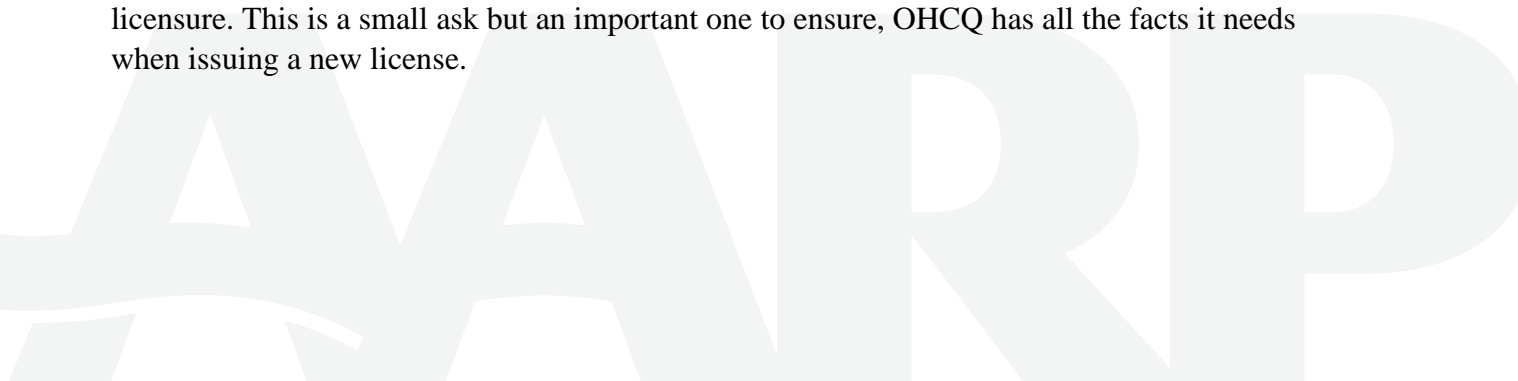 licensure. This is a small ask but an important one to ensure, OHCQ has all the facts it needs
when issuing a new license.
AARP